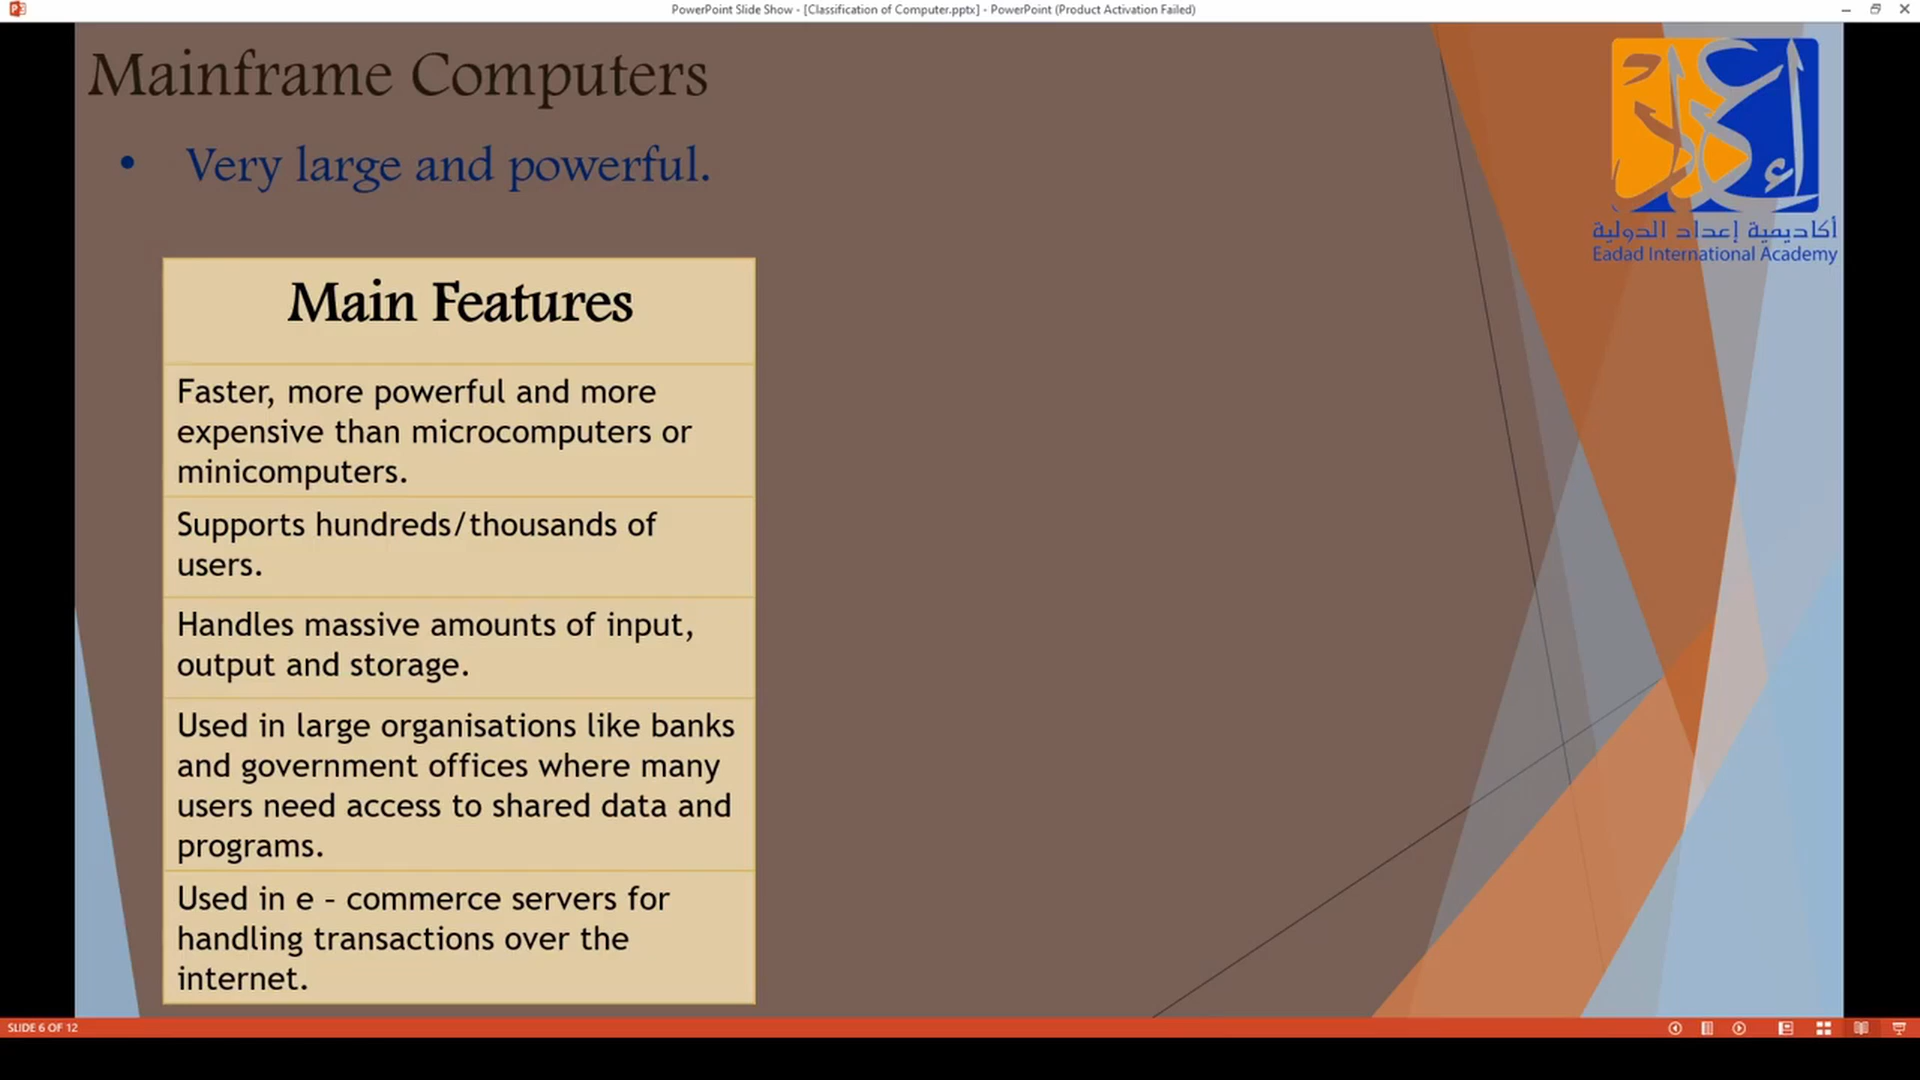 PowerPoint Slide Show - [Classification of Computer.pptx] - PowerPoint (Product Activation Failed)
Mainframe Computers
• Very large and powerful.
إعداد
أكاديمية إعداد الدولية
Eadad International Academy
Main Features
Faster, more powerful and more
expensive than microcomputers or
minicomputers.
Supports hundreds/thousands of
users.
Handles massive amounts of input,
output and storage.
Used in large organisations like banks
and government offices where many
users need access to shared data and
programs.
Used in e – commerce servers for
handling transactions over the
internet.
SLIDE 6 OF 12